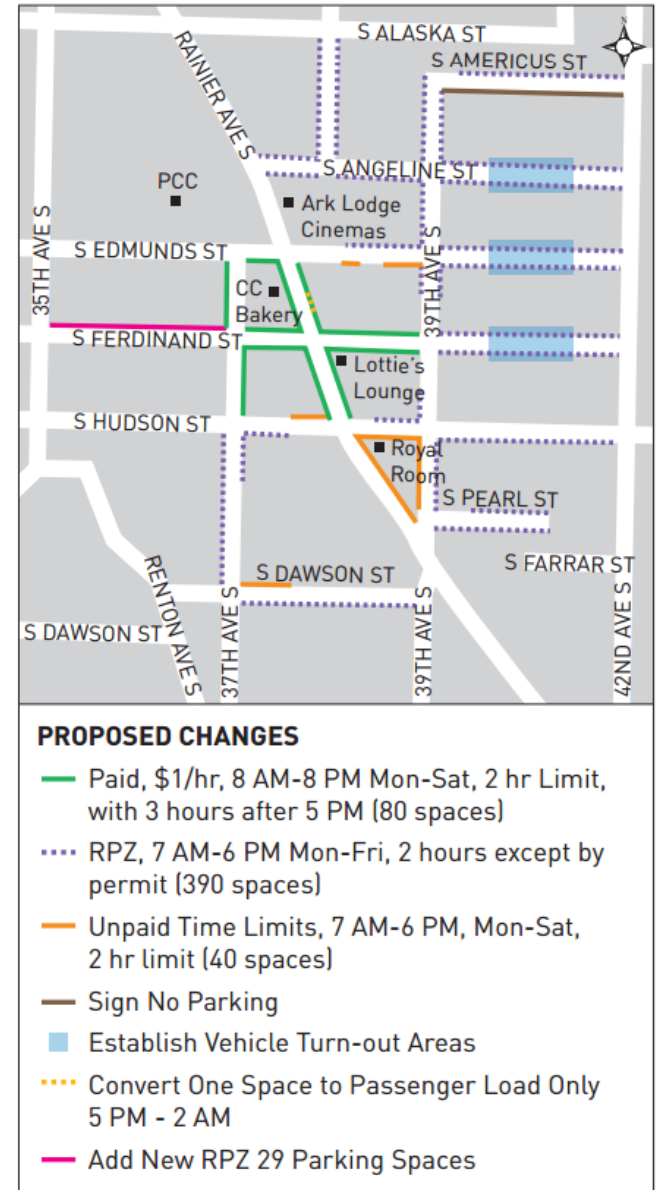 N
S ALASKA ST
S AMERICUS ST
RAINIER AVE S
S ANGELINE ST
PCC
Ark Lodge
Cinemas
35TH AVE S
S EDMUNDS ST
39TH AVE S
CC
Bakery
S FERDINAND ST
Lottie's
Lounge
S HUDSON ST
Royal
Room
S PEARL ST
S FARRAR ST
RENTON AVE S
S DAWSON ST
S DAWSON ST
37TH AVE S
39TH AVE S
42ND AVE S
PROPOSED CHANGES
Paid, $1/hr, 8 AM-8 PM Mon-Sat, 2 hr Limit,
with 3 hours after 5 PM (80 spaces)
RPZ, 7 AM-6 PM Mon-Fri, 2 hours except by
permit (390 spaces)
Unpaid Time Limits, 7 AM-6 PM, Mon-Sat,
2 hr limit (40 spaces)
Sign No Parking
Establish Vehicle Turn-out Areas
Convert One Space to Passenger Load Only
5 PM - 2 AM
Add New RPZ 29 Parking Spaces